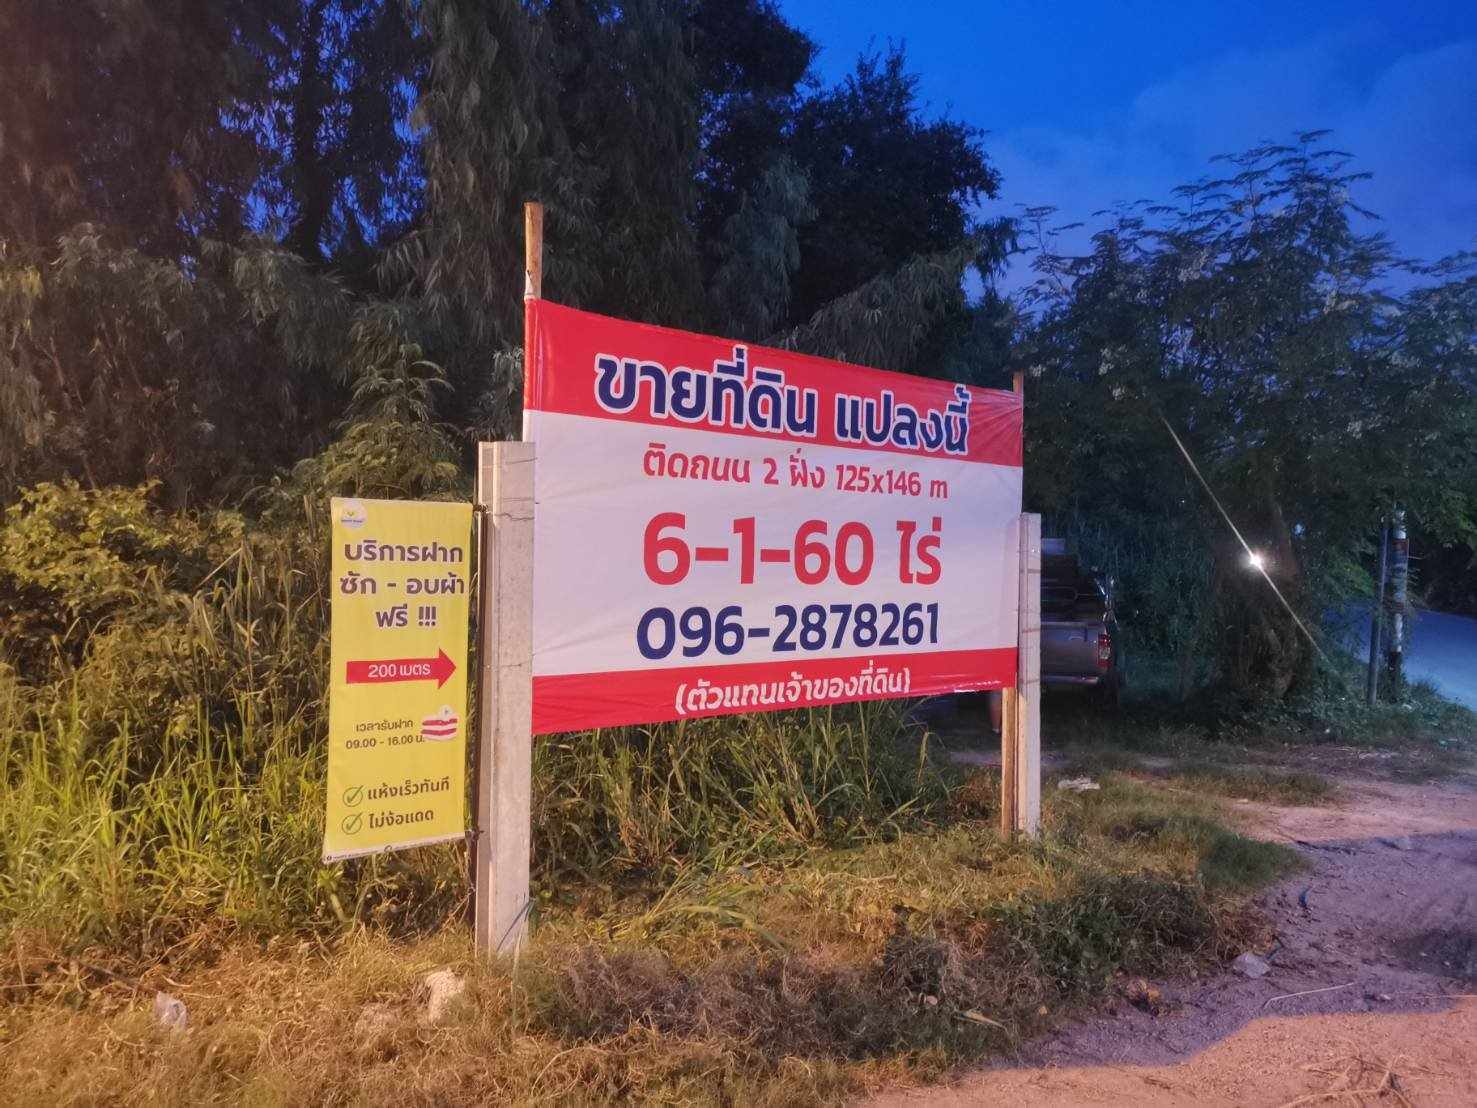 ขายที่ดิน แปลงนี้
ติดถนน 2 ฝั่ง 125x146 m
6-1-60 ไร่
096-2878261
(ตัวแทนเจ้าของที่ดิน)
บริการฝาก
ซัก - อบผ้า
ฟรี !!!
200 เมตร
เวลารับฝาก
09.00 - 16.00 น.
แห้งเร็วทันที
ไม่ง้อแดด